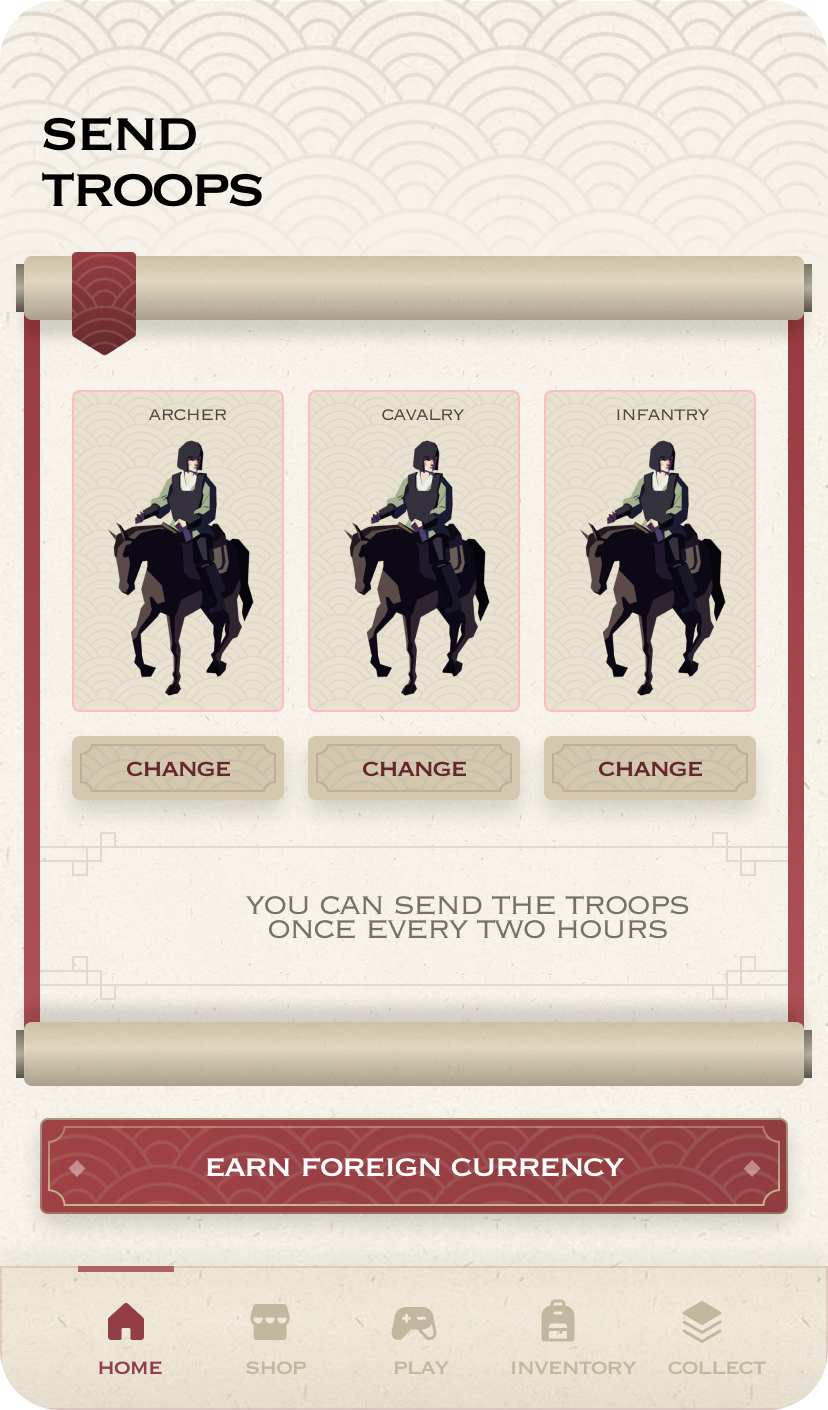 SEND
TROOPS
ARCHER
CAVALRY
INFANTRY
CHANGE
CHANGE
CHANGE
YOU CAN SEND THE TROOPS
ONCE EVERY TWO HOURS
EARN FOREIGN CURRENCY
HOME
SHOP
PLAY
INVENTORY
COLLECT